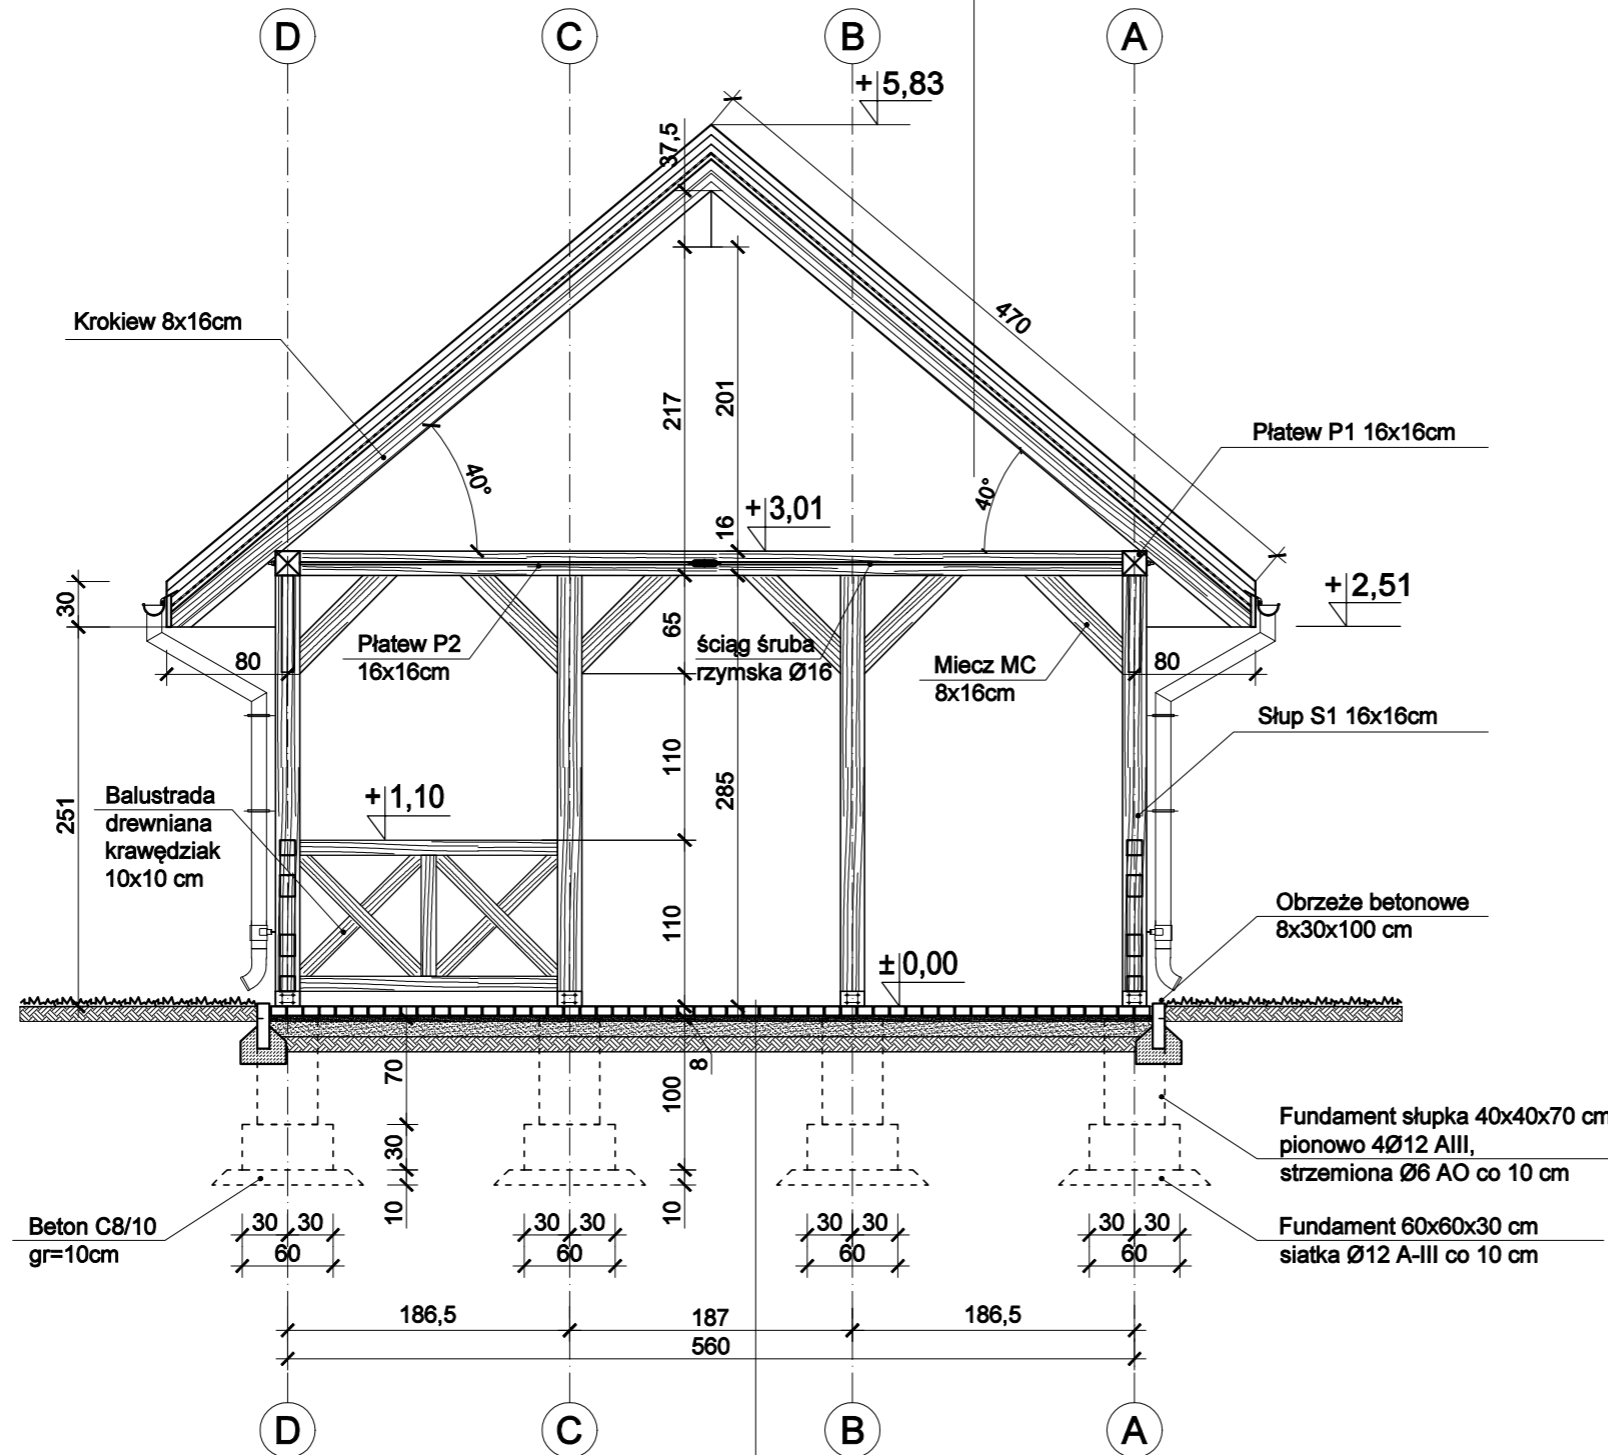 D
C
B
A
+5,83
37,5
470
Krokiew 8x16cm
217
201
40°
40°
Płatew P1 16x16cm
+3,01
16
+2,51
30
80
Płatew P2
16x16cm
65
ściąg śruba
rzymska Ø16
Miecz MC
8x16cm
80
Słup S1 16x16cm
251
110
285
+1,10
Balustrada
drewniana
krawędziak
10x10 cm
110
±0,00
Obrzeże betonowe
8x30x100 cm
70
8
100
30
10
10
Fundament słupka 40x40x70 cm
pionowo 4Ø12 AIII,
strzemiona Ø6 AO co 10 cm
Beton C8/10
gr=10cm
30 30
60
30 30
60
30 30
60
30 30
60
Fundament 60x60x30 cm
siatka Ø12 A-III co 10 cm
186,5
187
186,5
560
D
C
B
A